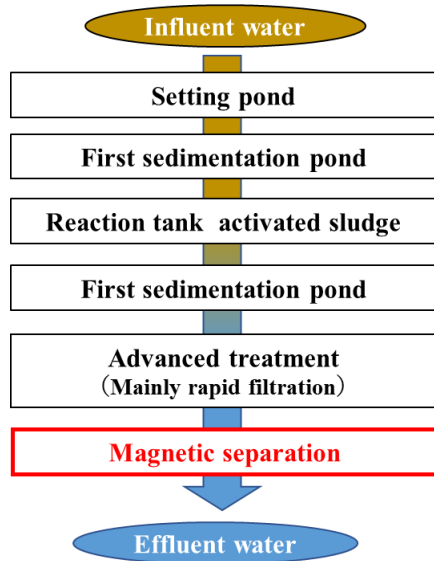 Influent water
Setting pond
First sedimentation pond
Reaction tank activated sludge
First sedimentation pond
Advanced treatment
（Mainly rapid filtration）
Magnetic separation
Effluent water